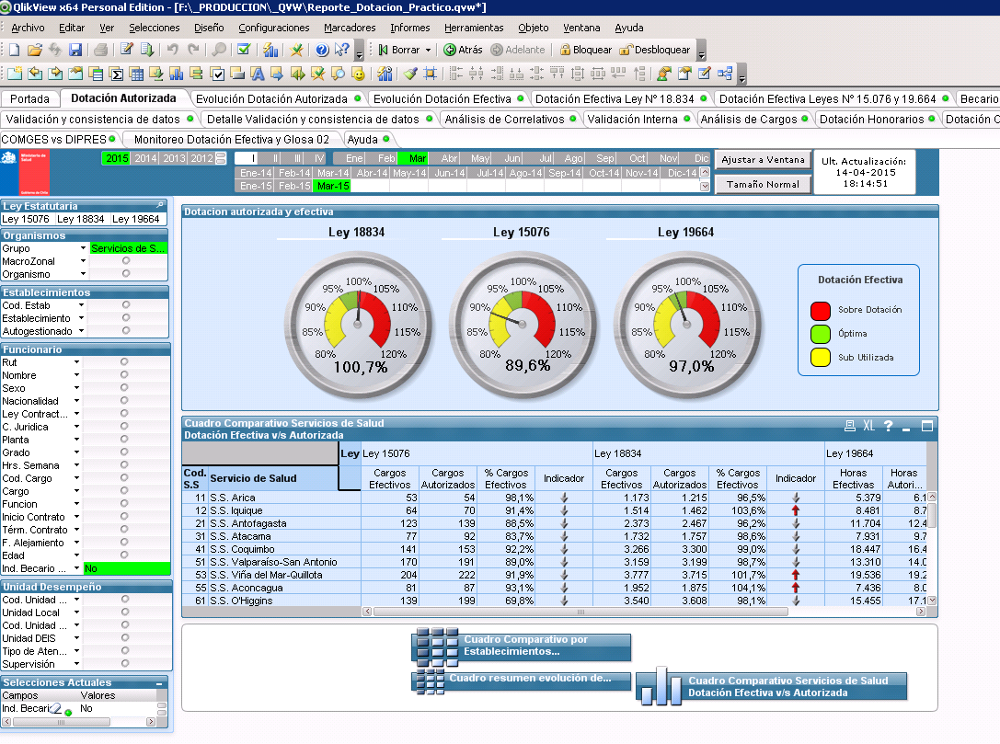 QlikView x64 Personal Edition - [F:\_PRODUCCION\_QVW\Reporte_Dotacion_Practico.qvw*]
Archivo Editar Ver Selecciones Diseño Configuraciones Marcadores Informes Herramientas Objeto Ventana Ayuda
Borrar Atrás Adelante Bloquear Desbloquear
Portada Dotación Autorizada Evolución Dotación Autorizada Evolución Dotación Efectiva Dotación Efectiva Ley Nº 18.834 Dotación Efectiva Leyes Nº 15.076 y 19.664 Becario
Validación y consistencia de datos Detalle Validación y consistencia de datos Análisis de Correlativos Validación Interna Análisis de Cargos Dotación Honorarios Dotación C
COMGES vs DIPRES Monitoreo Dotación Efectiva y Glosa 02 Ayuda
Ministerio de
Salud
Gobierno de Chile
2015 2014 2013 2012
I II III IV Ene Feb Mar Abr May Jun Jul Ago Sep Oct Nov Dic
Ene-14 Feb-14 Mar-14 Abr-14 May-14 Jun-14 Jul-14 Ago-14 Sep-14 Oct-14 Nov-14 Dic-14
Ene-15 Feb-15 Mar-15
Ajustar a Ventana
Tamaño Normal
Ult. Actualización:
14-04-2015
18:14:51
Ley Estatutaria
Ley 15076 Ley 18834 Ley 19664
Organismos
Grupo Servicios de S...
MacroZonal
Organismo
Establecimientos
Cod. Estab
Establecimiento
Autogestionado
Funcionario
Rut
Nombre
Sexo
Nacionalidad
Ley Contract...
C. Juridica
Planta
Grado
Hrs. Semana
Cod. Cargo
Cargo
Funcion
Inicio Contrato
Térm. Contrato
F. Alejamiento
Edad
Ind. Becario ... No
Unidad Desempeño
Cod. Unidad ...
Unidad Local
Cod. Unidad ...
Unidad DEIS
Tipo de Aten...
Supervisión
Selecciones Actuales
Campos Valores
Ind. Becari No
Dotacion autorizada y efectiva
Ley 18834
80% 85% 90% 95% 100% 105% 110% 115% 120%
100,7%
Ley 15076
80% 85% 90% 95% 100% 105% 110% 115% 120%
89,6%
Ley 19664
80% 85% 90% 95% 100% 105% 110% 115% 120%
97,0%
Dotación Efectiva
Sobre Dotación
Óptima
Sub Utilizada
Cuadro Comparativo Servicios de Salud
Dotación Efectiva v/s Autorizada
XL ?
Ley Ley 15076 Ley 18834 Ley 19664
Cod. S.S Servicio de Salud Cargos Efectivos Cargos Autorizados % Cargos Efectivos Indicador Cargos Efectivos Cargos Autorizados % Cargos Efectivos Indicador Horas Efectivas Horas Autori...
11 S.S. Arica 53 54 98,1% 1.173 1.215 96,5% 5.379 6.1
12 S.S. Iquique 64 70 91,4% 1.514 1.462 103,6% 8.481 8.7
21 S.S. Antofagasta 123 139 88,5% 2.373 2.467 96,2% 11.704 12.4
31 S.S. Atacama 77 92 83,7% 1.732 1.757 98,6% 7.931 9.7
41 S.S. Coquimbo 141 153 92,2% 3.266 3.300 99,0% 18.447 16.4
51 S.S. Valparaíso-San Antonio 170 191 89,0% 3.159 3.199 98,7% 13.310 14.0
53 S.S. Viña del Mar-Quillota 204 222 91,9% 3.777 3.715 101,7% 19.536 19.2
55 S.S. Aconcagua 81 87 93,1% 1.952 1.875 104,1% 7.436 8.0
61 S.S. O'Higgins 139 199 69,8% 3.540 3.608 98,1% 15.455 17.4
Cuadro Comparativo por
Establecimientos...
Cuadro resumen evolución de...
Cuadro Comparativo Servicios de Salud
Dotación Efectiva v/s Autorizada